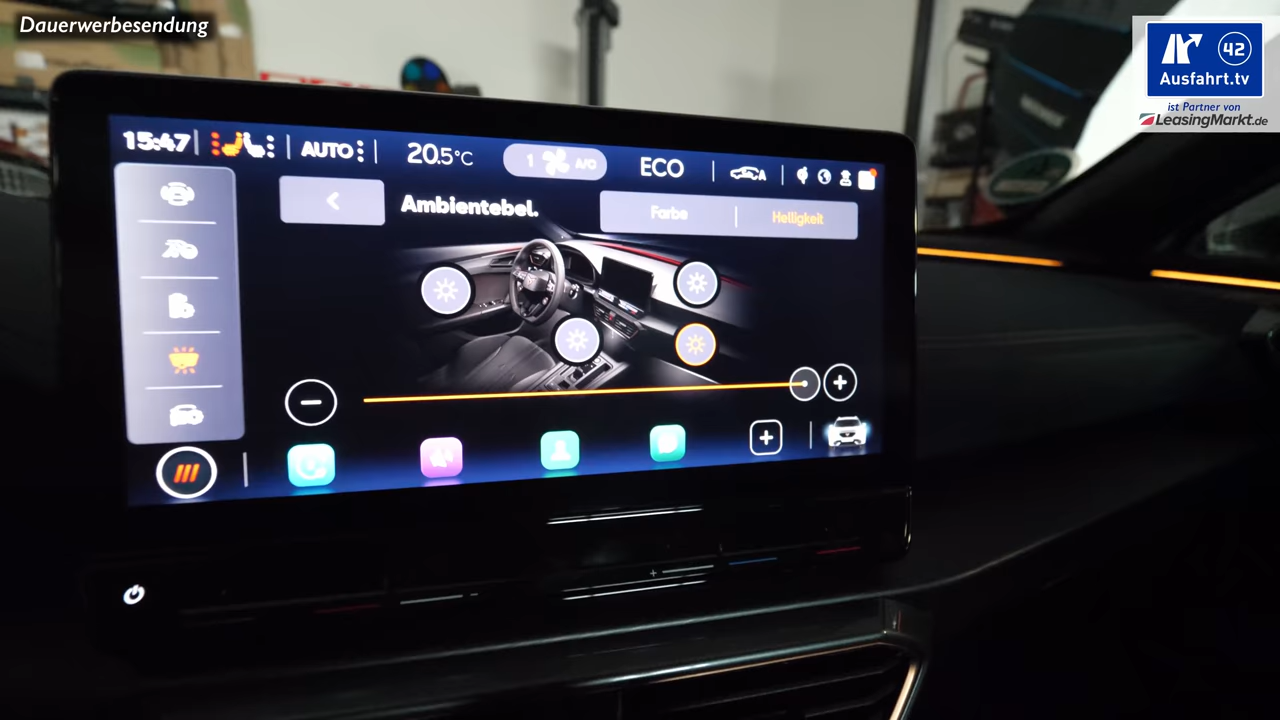 Dauerwerbesendung
42
Ausfahrt.tv
ist Partner von
LeasingMarkt.de
15:47
AUTO
20.5°C
1 A/C
ECO
A
Ambientebel.
Farbe
Helligkeit